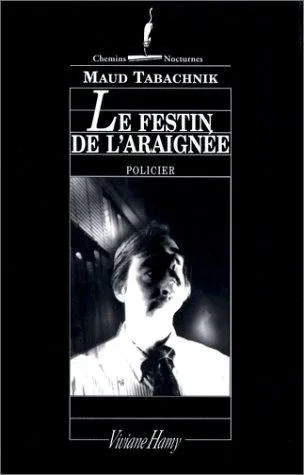 Chemins Nocturnes
MAUD TABACHNIK
LE FESTIN
DE L'ARAIGNÉE
POLICIER
Viviane Hamy